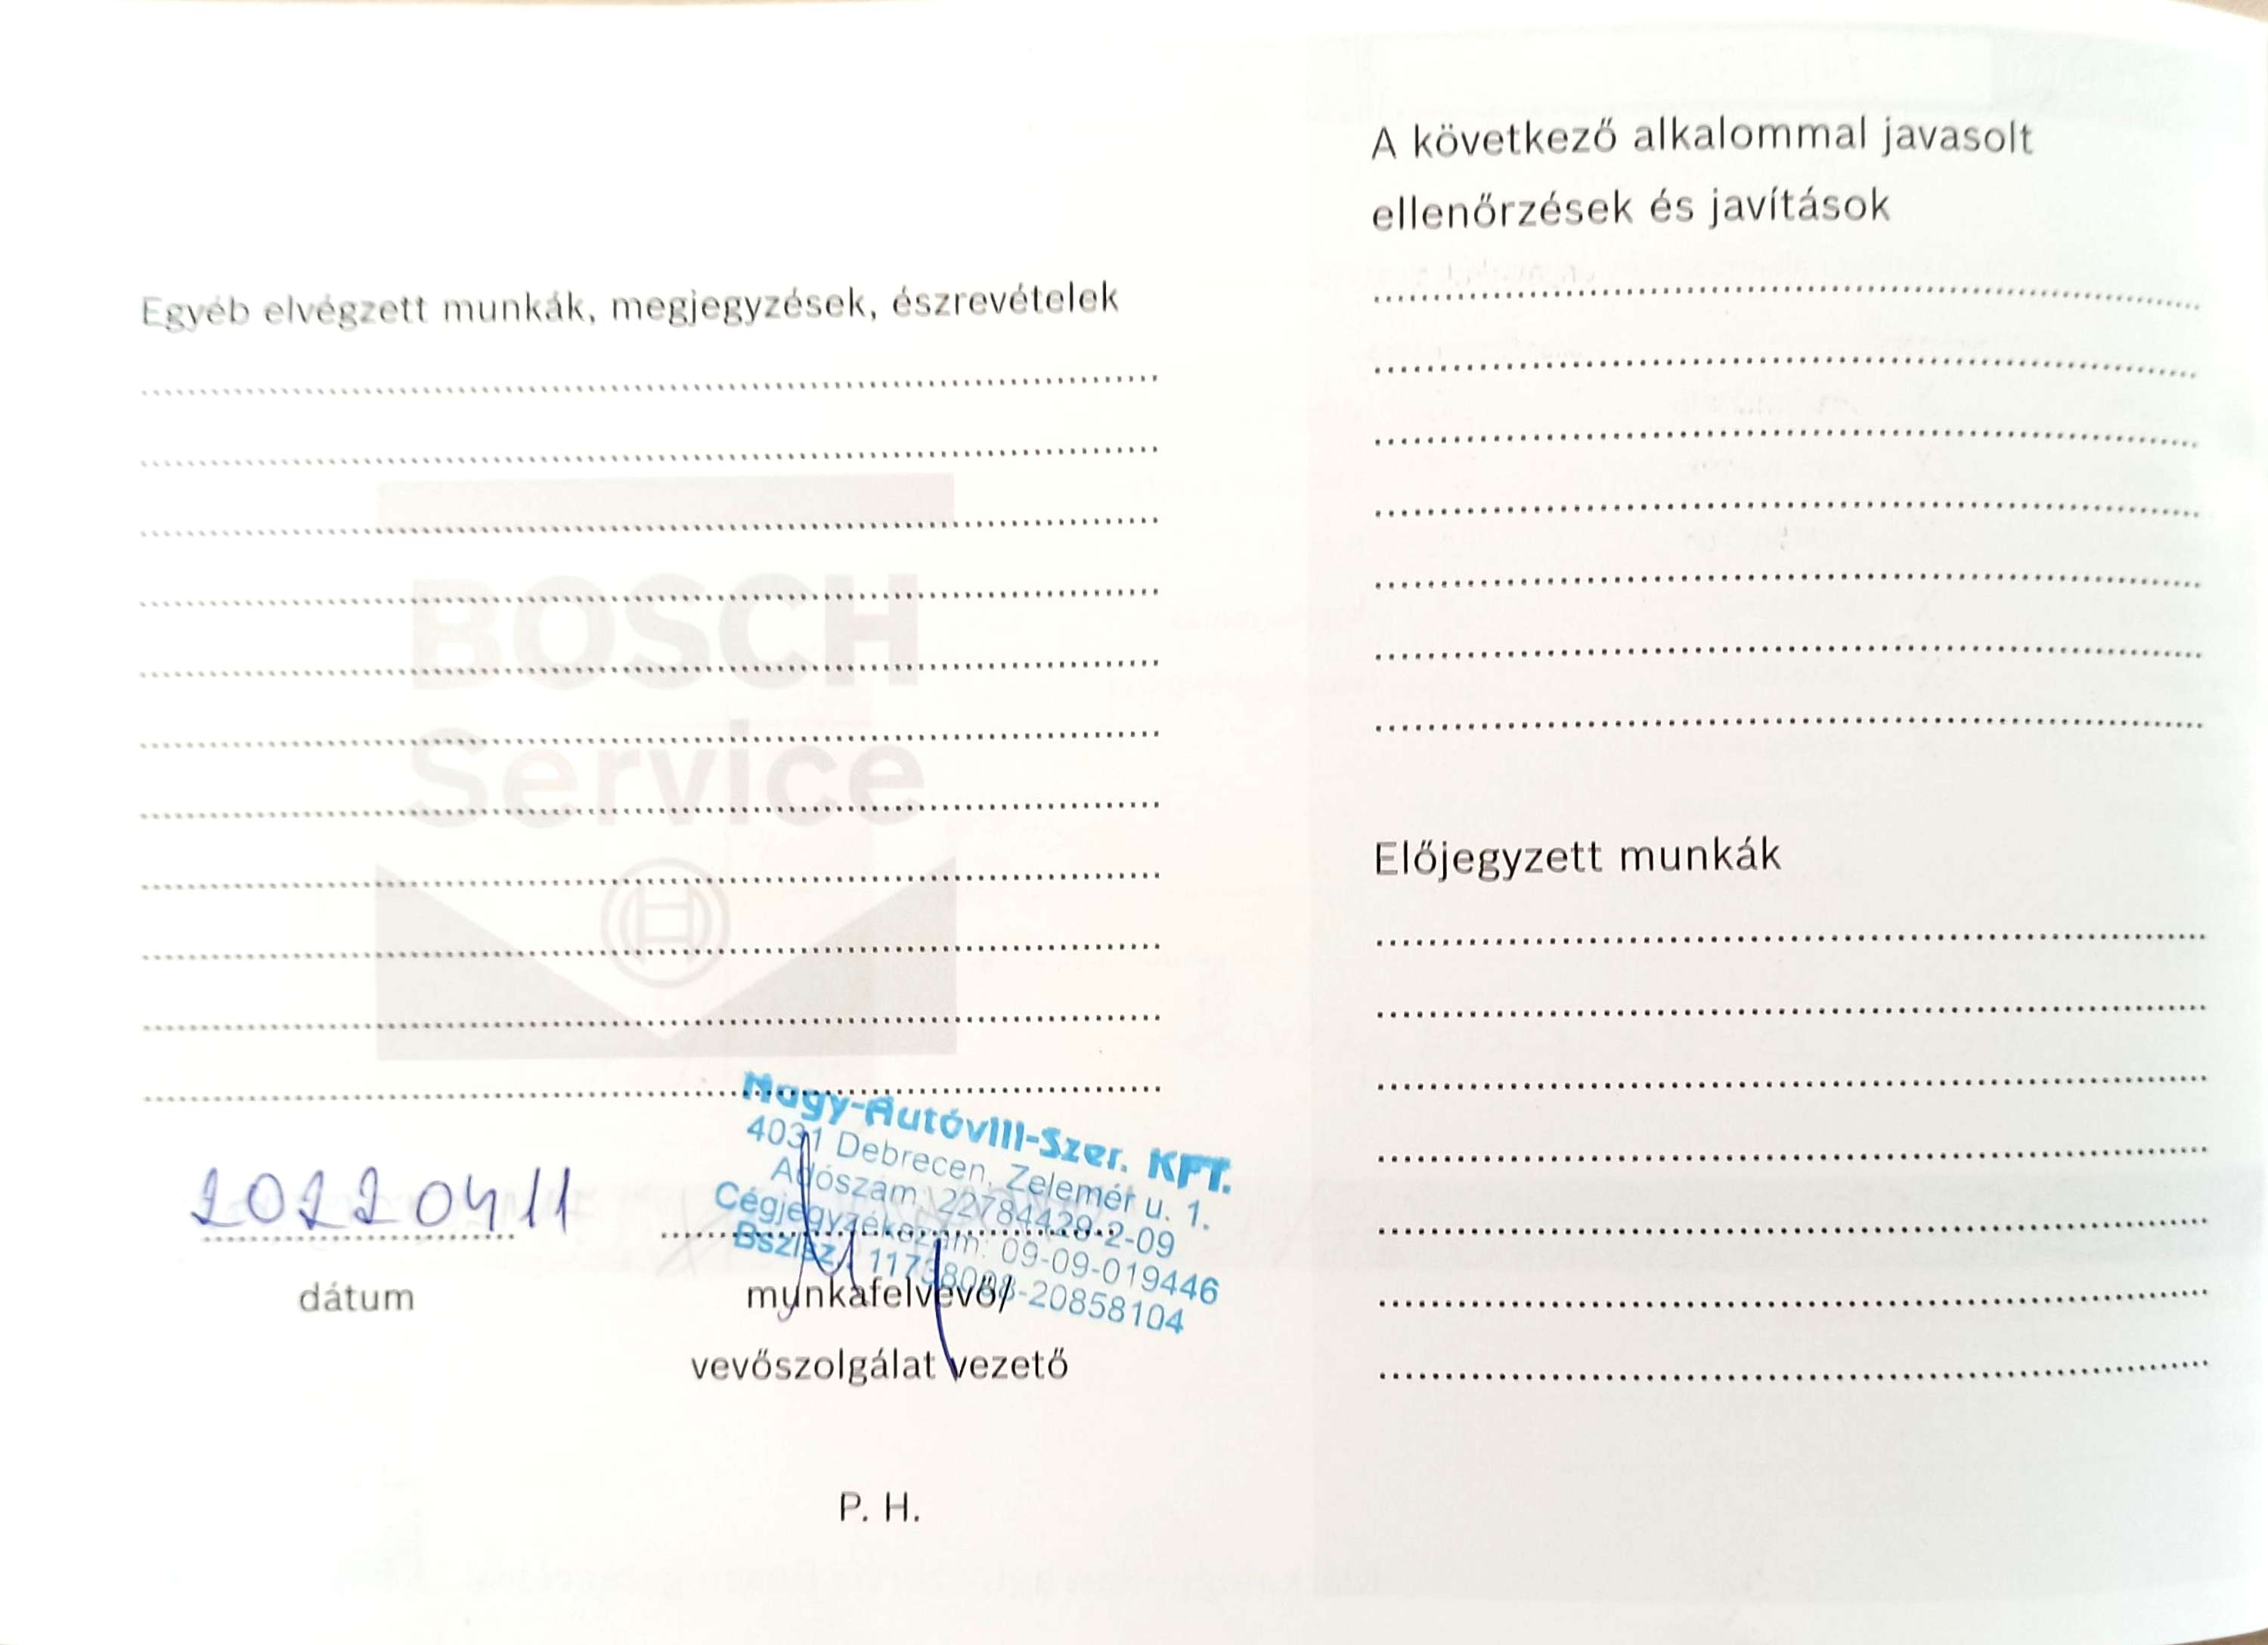 Egyéb elvégzett munkák, megjegyzések, észrevételek
BOSCH
Service
Nagy-Autóvill-Szer. KFT.
4031 Debrecen, Zelemér u. 1.
Adószám: 22784429-2-09
Cégjegyzékszám: 09-09-019446
Bszlsz.: 11738008-20858104
20220411
dátum
munkafelvevő/
vevőszolgálat vezető
P. H.
A következő alkalommal javasolt
ellenőrzések és javítások
Előjegyzett munkák